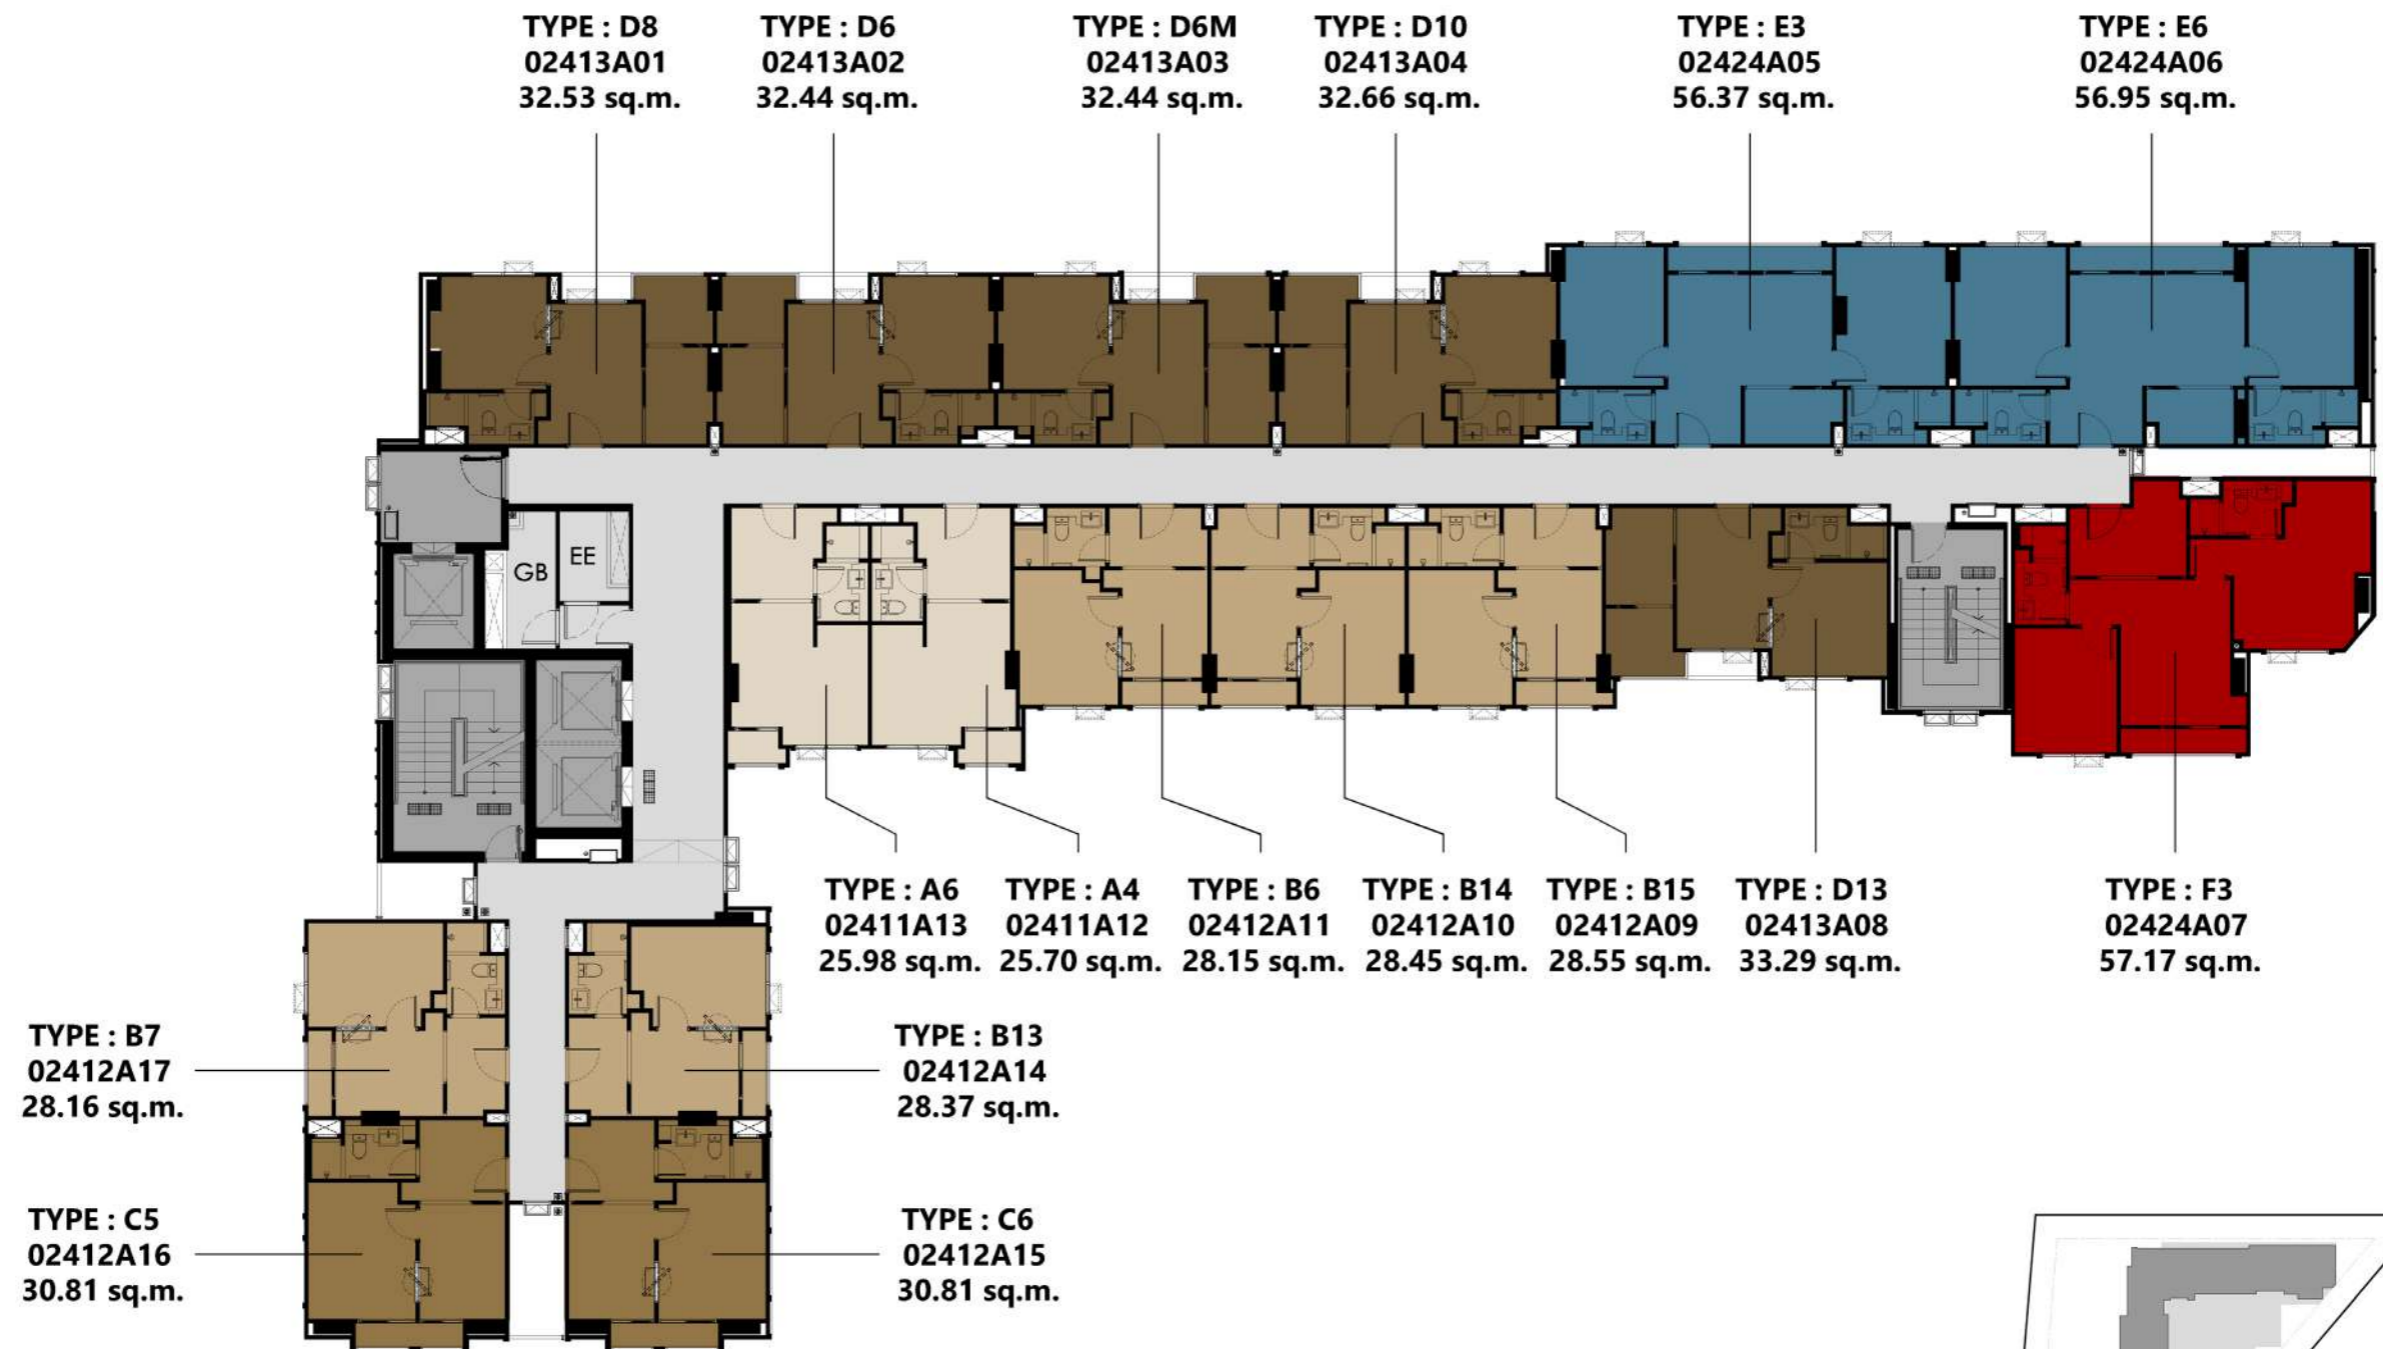 TYPE : D8
02413A01
32.53 sq.m.
TYPE : D6
02413A02
32.44 sq.m.
TYPE : D6M
02413A03
32.44 sq.m.
TYPE : D10
02413A04
32.66 sq.m.
TYPE : E3
02424A05
56.37 sq.m.
TYPE : E6
02424A06
56.95 sq.m.
GB
EE
TYPE : A6
02411A13
25.98 sq.m.
TYPE : A4
02411A12
25.70 sq.m.
TYPE : B6
02412A11
28.15 sq.m.
TYPE : B14
02412A10
28.45 sq.m.
TYPE : B15
02412A09
28.55 sq.m.
TYPE : D13
02413A08
33.29 sq.m.
TYPE : F3
02424A07
57.17 sq.m.
TYPE : B7
02412A17
28.16 sq.m.
TYPE : B13
02412A14
28.37 sq.m.
TYPE : C5
02412A16
30.81 sq.m.
TYPE : C6
02412A15
30.81 sq.m.